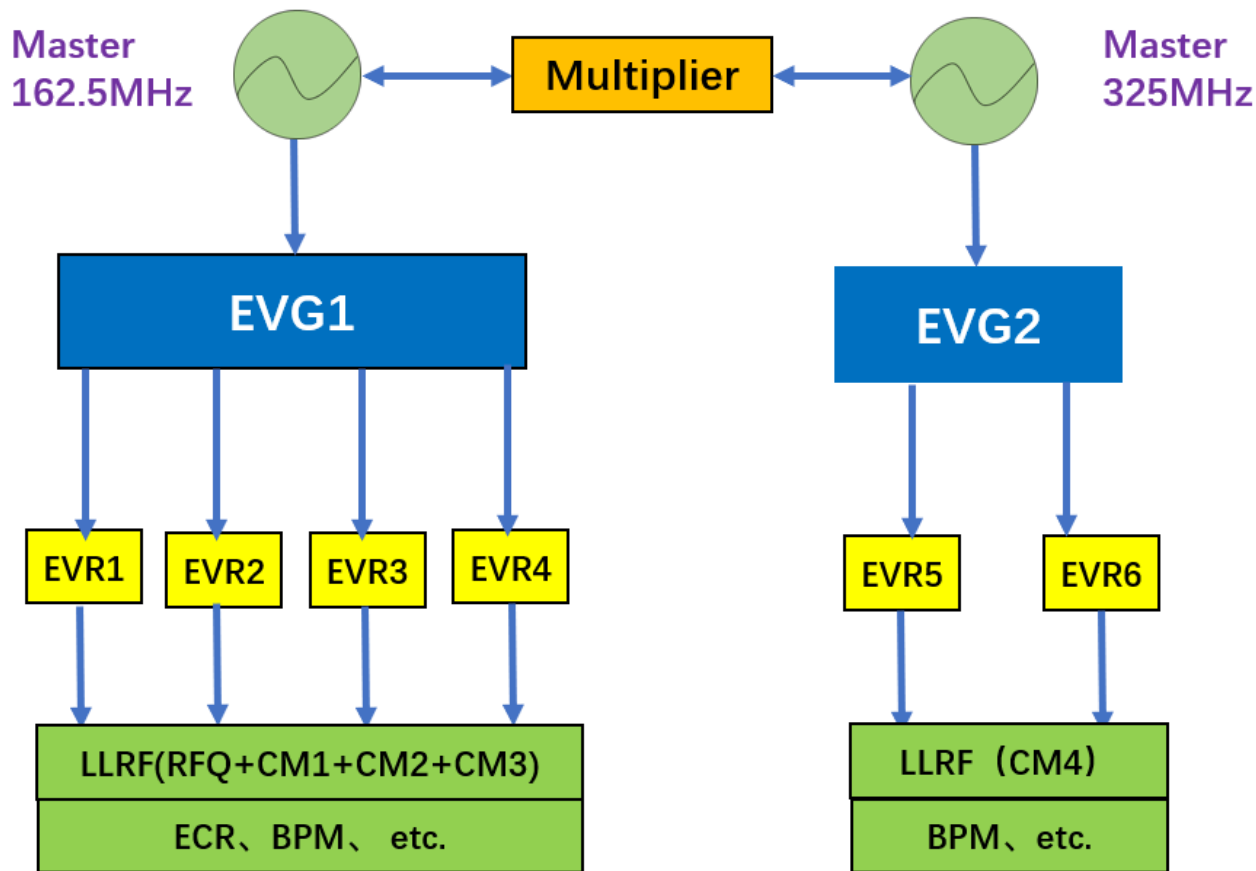 Master
162.5MHz
Multiplier
Master
325MHz
EVG1
EVG2
EVR1
EVR2
EVR3
EVR4
EVR5
EVR6
LLRF(RFQ+CM1+CM2+CM3)
ECR、BPM、 etc.
LLRF（CM4）
BPM、etc.